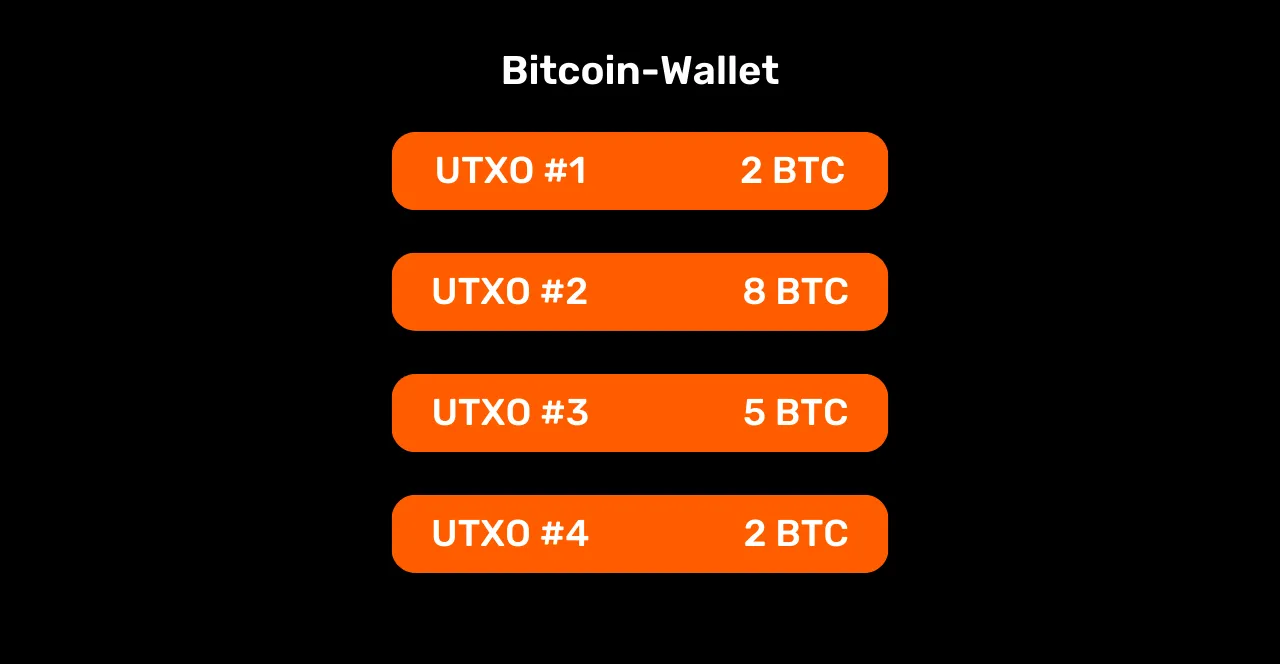 Bitcoin-Wallet
UTXO #1 2 BTC
UTXO #2 8 BTC
UTXO #3 5 BTC
UTXO #4 2 BTC